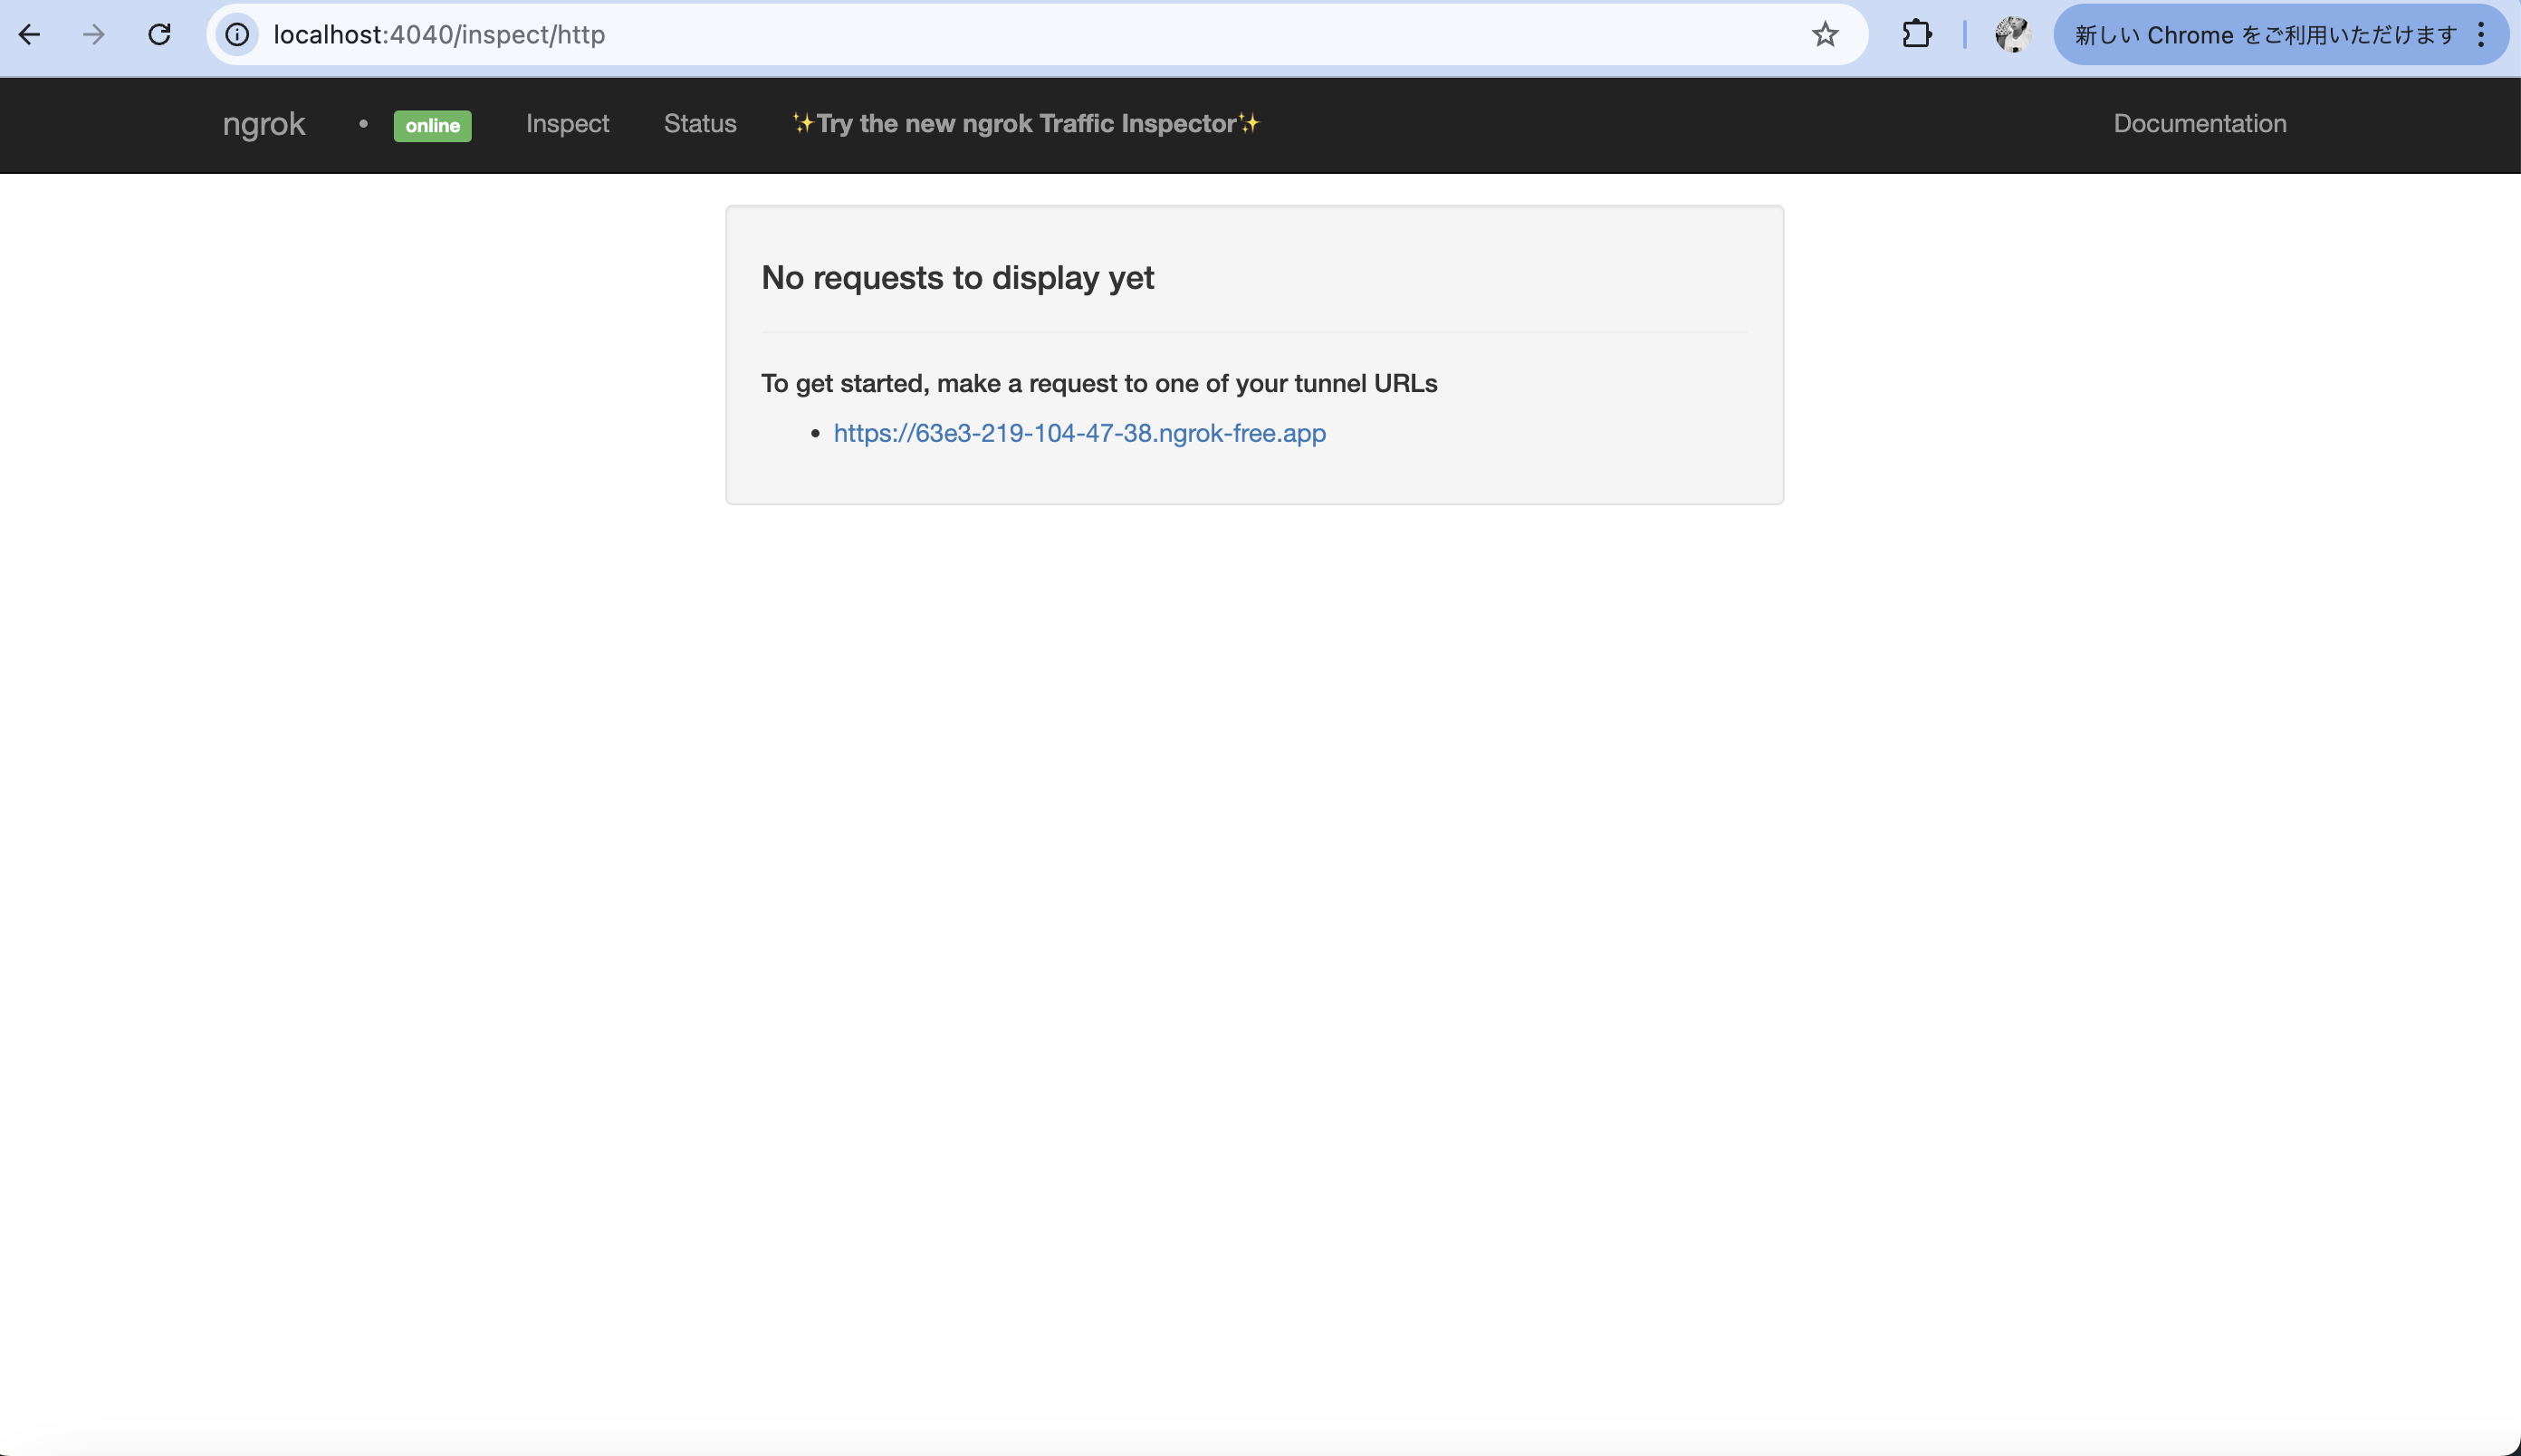 localhost:4040/inspect/http
新しい Chrome をご利用いただけます
ngrok • online Inspect Status ✨Try the new ngrok Traffic Inspector✨ Documentation
No requests to display yet
To get started, make a request to one of your tunnel URLs
• https://63e3-219-104-47-38.ngrok-free.app